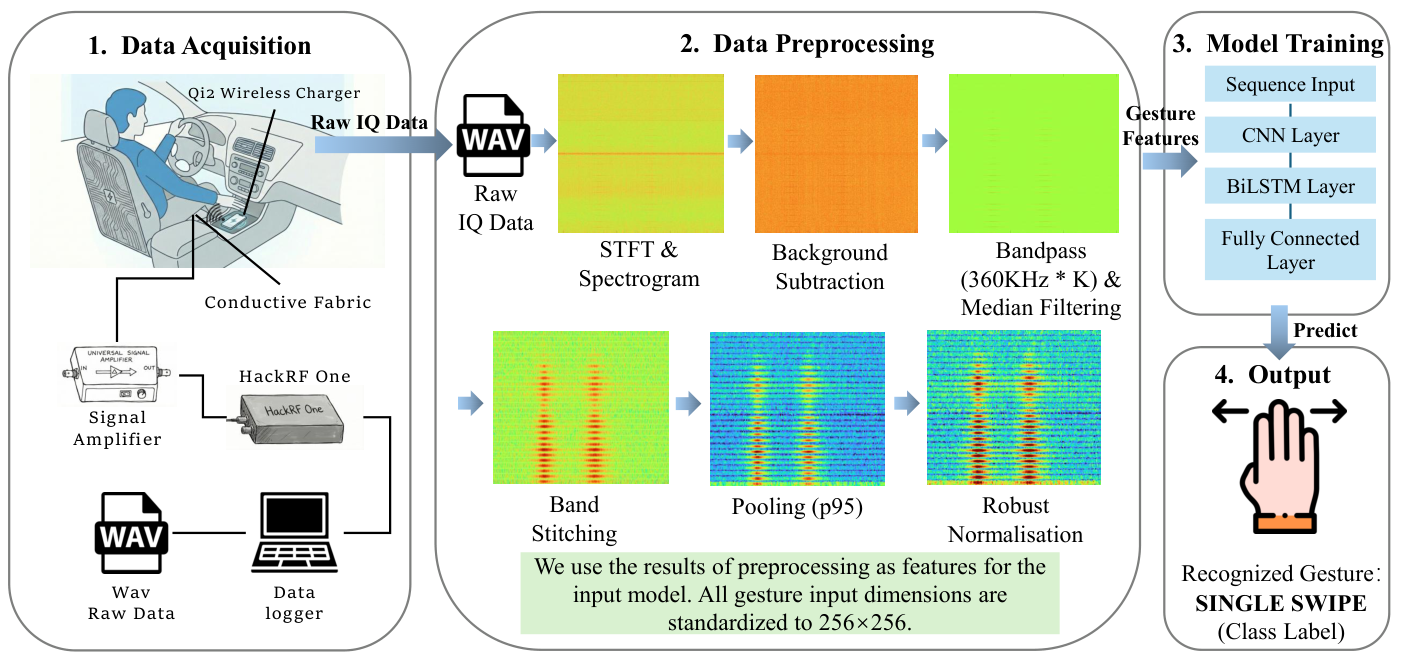 1. Data Acquisition
Qi2 Wireless Charger
Conductive Fabric
UNIVERSAL SIGNAL
AMPLIFIER
IN
OUT
Signal
Amplifier
HackRF One
HackRF One
WAV
Wav
Raw Data
Data
logger
Raw IQ Data
2. Data Preprocessing
WAV
Raw
IQ Data
STFT &
Spectrogram
Background
Subtraction
Bandpass
(360KHz * K) &
Median Filtering
Band
Stitching
Pooling (p95)
Robust
Normalisation
We use the results of preprocessing as features for the
input model. All gesture input dimensions are
standardized to 256×256.
Gesture
Features
3. Model Training
Sequence Input
CNN Layer
BiLSTM Layer
Fully Connected
Layer
Predict
4. Output
Recognized Gesture:
SINGLE SWIPE
(Class Label)